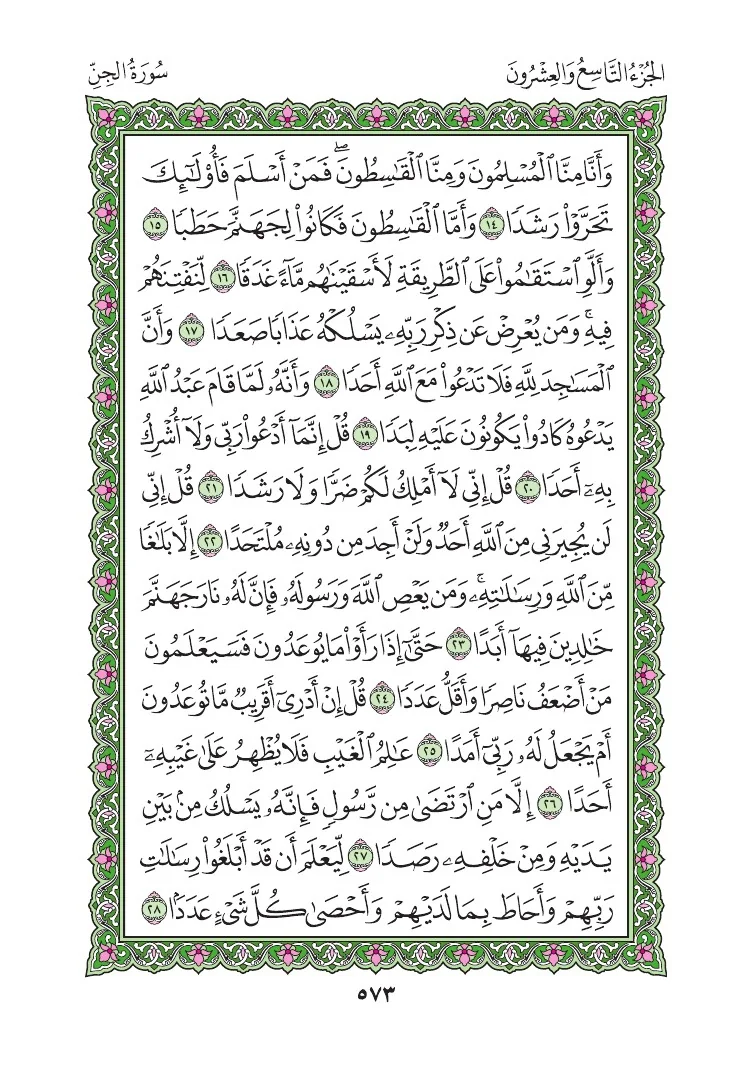 الجُزْءُ التَّاسِعُ وَالعِشْرُونَ
سُورَةُ الجِنِّ
وَأَنَّا مِنَّا ٱلْمُسْلِمُونَ وَمِنَّا ٱلْقَٰسِطُونَۖ فَمَنْ أَسْلَمَ فَأُو۟لَٰٓئِكَ
تَحَرَّوْا۟ رَشَدًا ١٤ وَأَمَّا ٱلْقَٰسِطُونَ فَكَانُوا۟ لِجَهَنَّمَ حَطَبًا ١٥
وَأَلَّوِ ٱسْتَقَٰمُوا۟ عَلَى ٱلطَّرِيقَةِ لَأَسْقَيْنَٰهُم مَّآءً غَدَقًا ١٦ لِّنَفْتِنَهُمْ
فِيهِۚ وَمَن يُعْرِضْ عَن ذِكْرِ رَبِّهِۦ يَسْلُكْهُ عَذَابًا صَعَدًا ١٧ وَأَنَّ
ٱلْمَسَٰجِدَ لِلَّهِ فَلَا تَدْعُوا۟ مَعَ ٱللَّهِ أَحَدًا ١٨ وَأَنَّهُۥ لَمَّا قَامَ عَبْدُ ٱللَّهِ
يَدْعُوهُ كَادُوا۟ يَكُونُونَ عَلَيْهِ لِبَدًا ١٩ قُلْ إِنَّمَآ أَدْعُوا۟ رَبِّى وَلَآ أُشْرِكُ
بِهِۦٓ أَحَدًا ٢٠ قُلْ إِنِّى لَآ أَمْلِكُ لَكُمْ ضَرًّا وَلَا رَشَدًا ٢١ قُلْ إِنِّى
لَن يُجِيرَنِى مِنَ ٱللَّهِ أَحَدٌ وَلَنْ أَجِدَ مِن دُونِهِۦ مُلْتَحَدًا ٢٢ إِلَّا بَلَٰغًا
مِّنَ ٱللَّهِ وَرِسَٰلَٰتِهِۦۚ وَمَن يَعْصِ ٱللَّهَ وَرَسُولَهُۥ فَإِنَّ لَهُۥ نَارَ جَهَنَّمَ
خَٰلِدِينَ فِيهَآ أَبَدًا ٢٣ حَتَّىٰٓ إِذَا رَأَوْا۟ مَا يُوعَدُونَ فَسَيَعْلَمُونَ
مَنْ أَضْعَفُ نَاصِرًا وَأَقَلُّ عَدَدًا ٢٤ قُلْ إِنْ أَدْرِىٓ أَقَرِيبٌ مَّا تُوعَدُونَ
أَمْ يَجْعَلُ لَهُۥ رَبِّىٓ أَمَدًا ٢٥ عَٰلِمُ ٱلْغَيْبِ فَلَا يُظْهِرُ عَلَىٰ غَيْبِهِۦٓ
أَحَدًا ٢٦ إِلَّا مَنِ ٱرْتَضَىٰ مِن رَّسُولٍ فَإِنَّهُۥ يَسْلُكُ مِنۢ بَيْنِ
يَدَيْهِ وَمِنْ خَلْفِهِۦ رَصَدًا ٢٧ لِّيَعْلَمَ أَن قَدْ أَبْلَغُوا۟ رِسَٰلَٰتِ
رَبِّهِمْ وَأَحَاطَ بِمَا لَدَيْهِمْ وَأَحْصَىٰ كُلَّ شَىْءٍ عَدَدًۢا ٢٨
٥٧٣